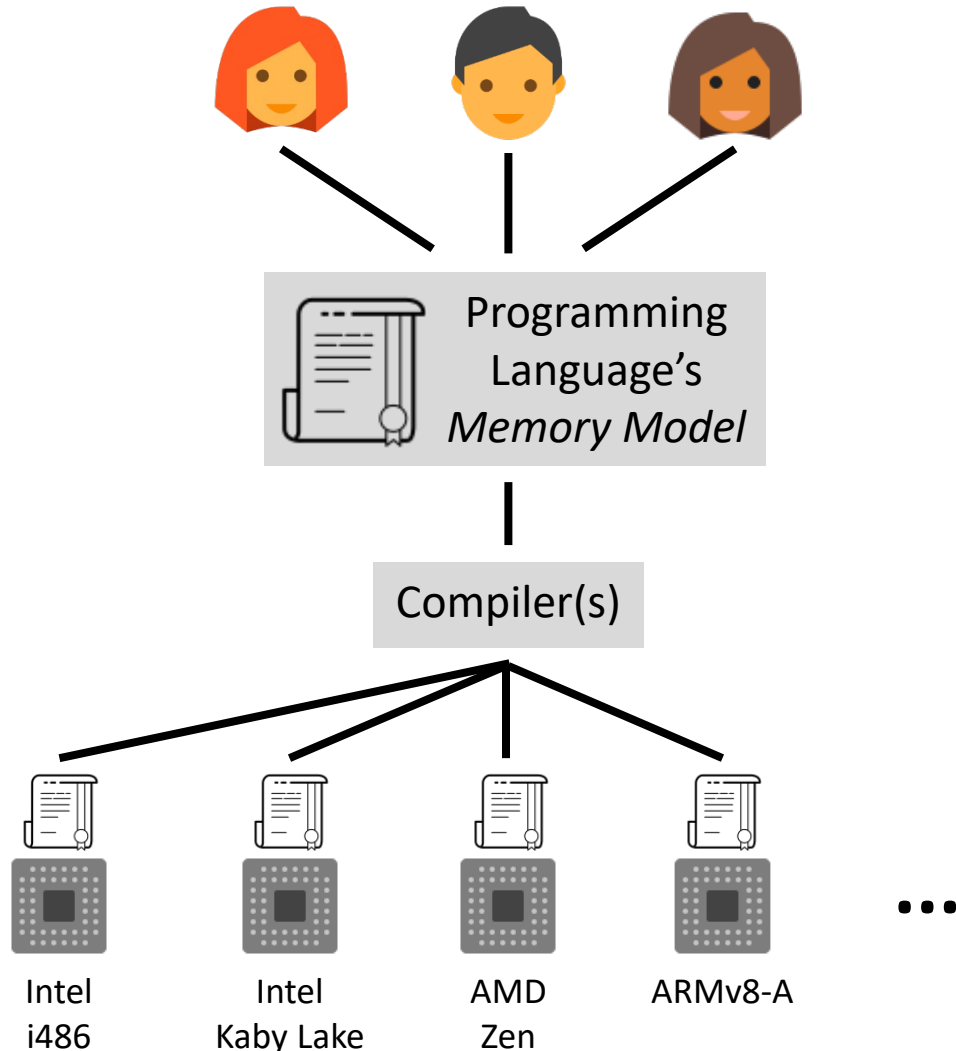 Programming
Language’s
Memory Model
Compiler(s)
...
Intel
i486
Intel
Kaby Lake
AMD
Zen
ARMv8-A